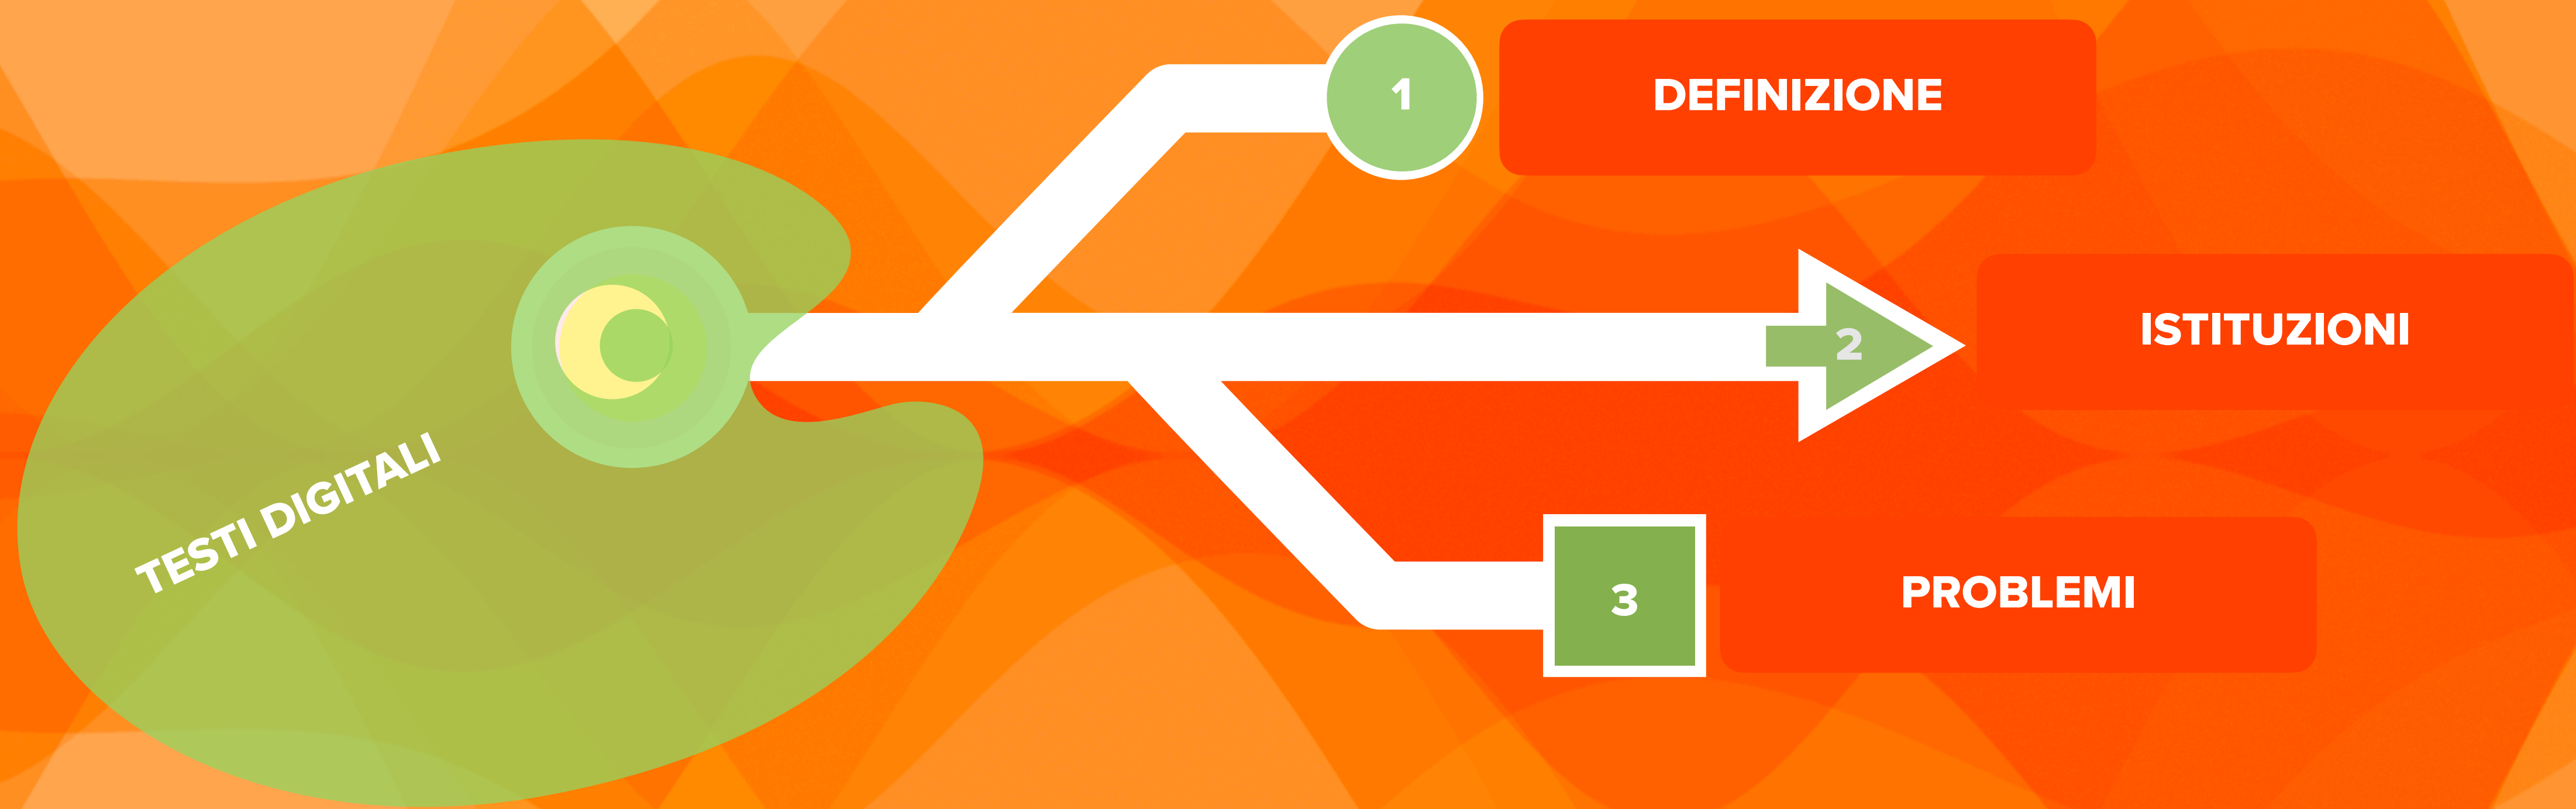 TESTI DIGITALI
1
DEFINIZIONE
2
ISTITUZIONI
3
PROBLEMI